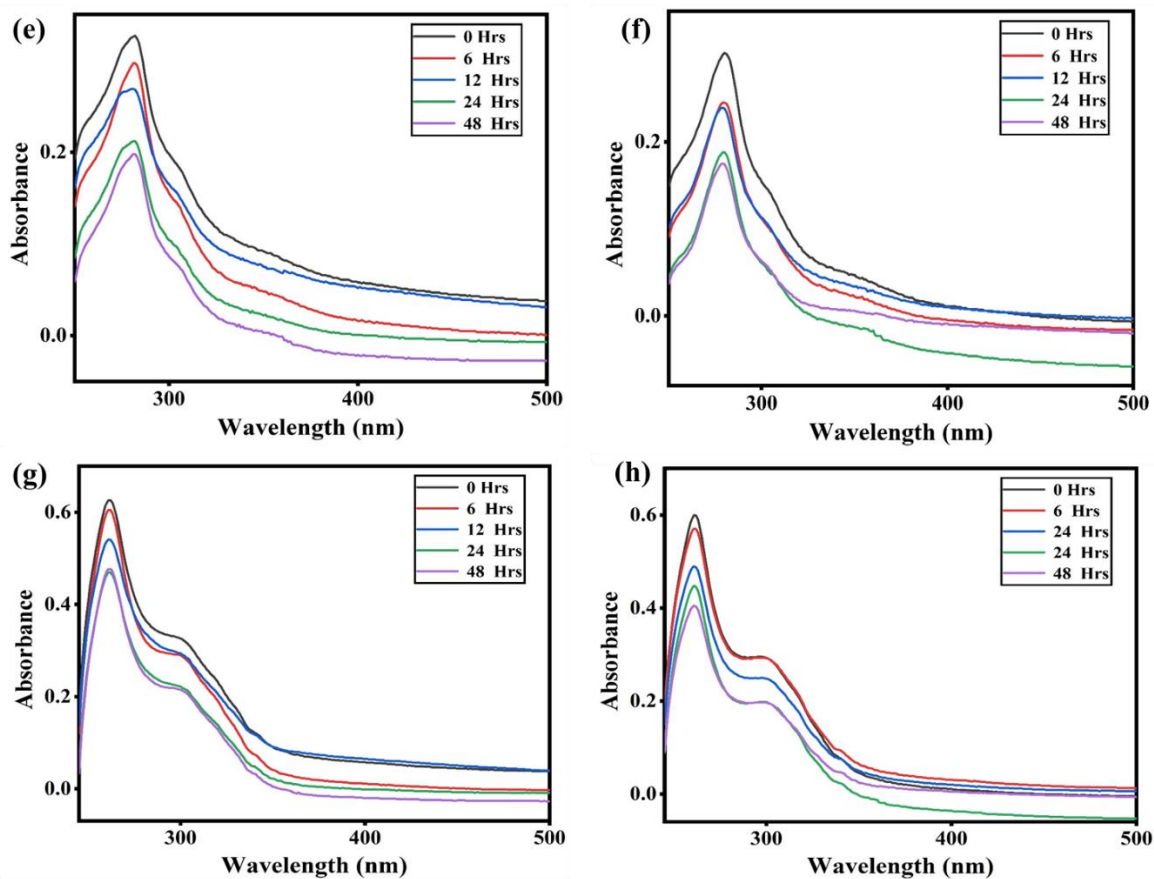 (e)
0 Hrs
6 Hrs
12 Hrs
24 Hrs
48 Hrs
Absorbance
0.2
0.0
300
400
500
Wavelength (nm)
(f)
0 Hrs
6 Hrs
12 Hrs
24 Hrs
48 Hrs
Absorbance
0.2
0.0
300
400
500
Wavelength (nm)
(g)
0 Hrs
6 Hrs
12 Hrs
24 Hrs
48 Hrs
Absorbance
0.6
0.4
0.2
0.0
300
400
500
Wavelength (nm)
(h)
0 Hrs
6 Hrs
24 Hrs
24 Hrs
48 Hrs
Absorbance
0.6
0.4
0.2
0.0
300
400
500
Wavelength (nm)